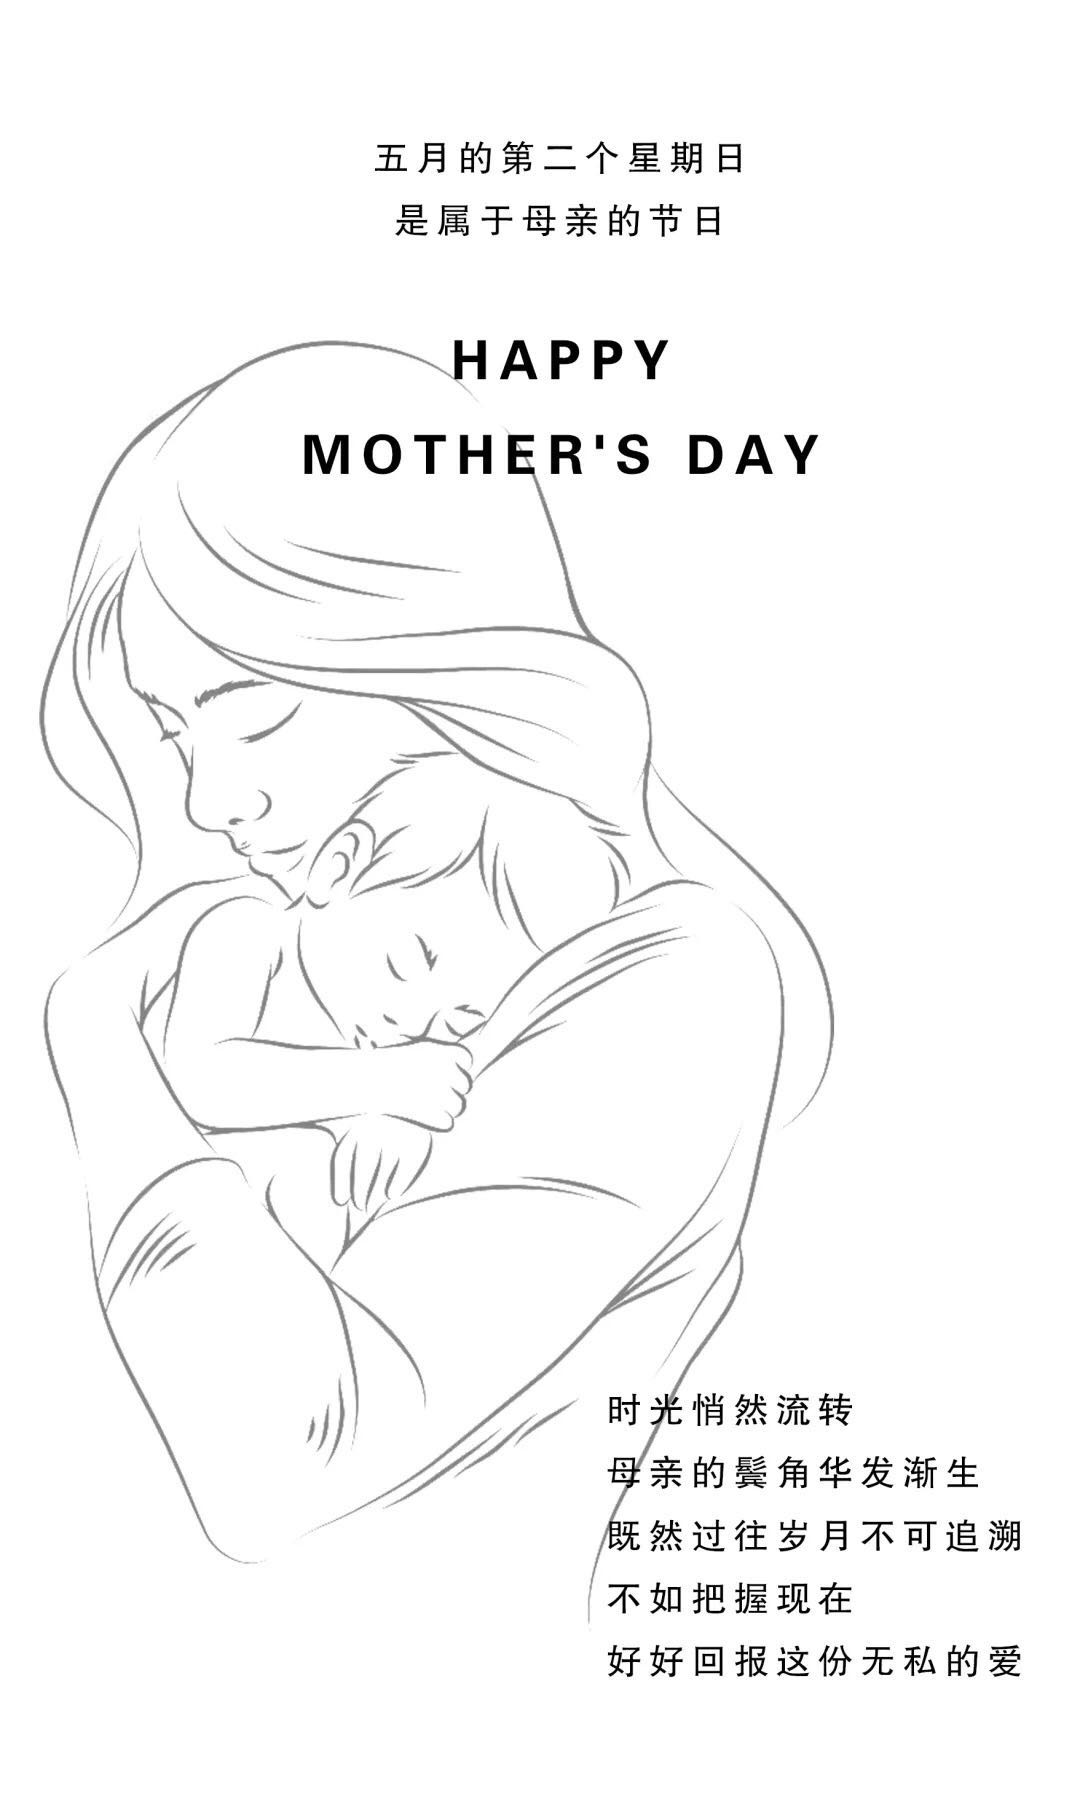 五月的第二个星期日
是属于母亲的节日
HAPPY
MOTHER'S DAY
时光悄然流转
母亲的鬓角华发渐生
既然过往岁月不可追溯
不如把握现在
好好回报这份无私的爱